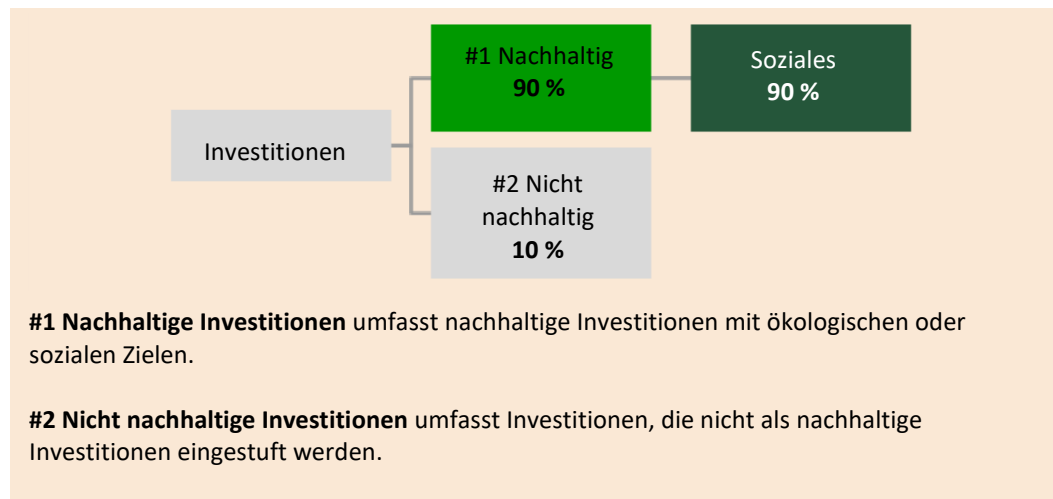 #1 Nachhaltig
90 %
Soziales
90 %
Investitionen
#2 Nicht
nachhaltig
10 %
#1 Nachhaltige Investitionen umfasst nachhaltige Investitionen mit ökologischen oder
sozialen Zielen.
#2 Nicht nachhaltige Investitionen umfasst Investitionen, die nicht als nachhaltige
Investitionen eingestuft werden.